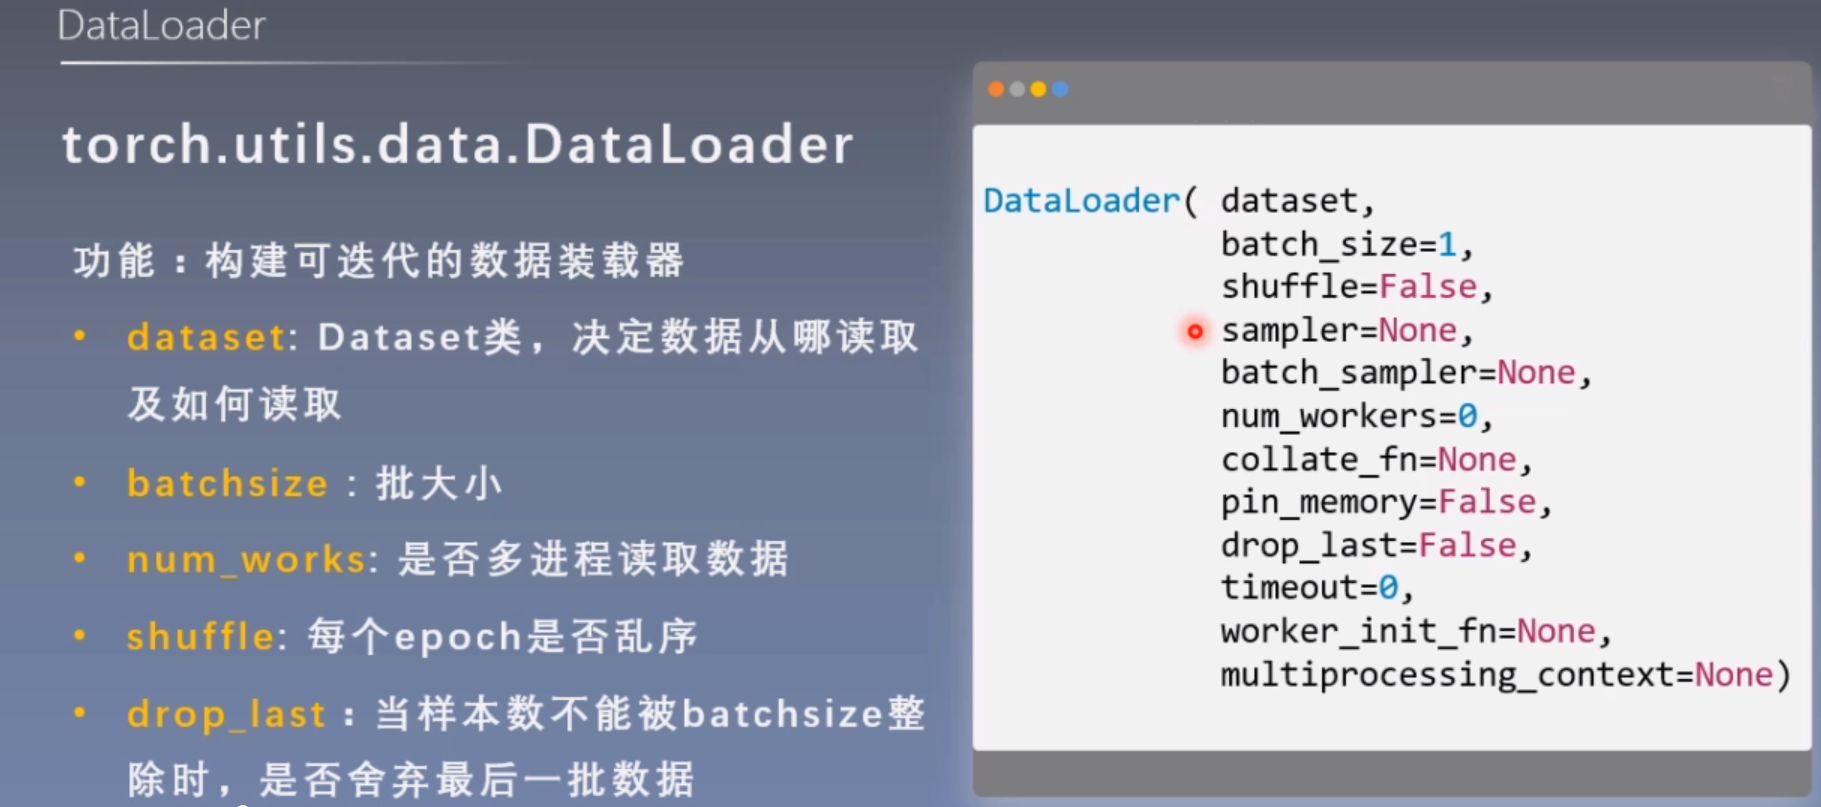 DataLoader
torch.utils.data.DataLoader
功能：构建可迭代的数据装载器
• dataset: Dataset类，决定数据从哪读取
及如何读取
• batchsize : 批大小
• num_works: 是否多进程读取数据
• shuffle: 每个epoch是否乱序
• drop_last：当样本数不能被batchsize整
除时，是否舍弃最后一批数据
DataLoader( dataset,
batch_size=1,
shuffle=False,
sampler=None,
batch_sampler=None,
num_workers=0,
collate_fn=None,
pin_memory=False,
drop_last=False,
timeout=0,
worker_init_fn=None,
multiprocessing_context=None)